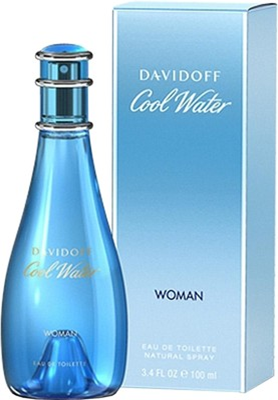 DAVIDOFF
Cool Water
WOMAN
EAU DE TOILETTE
NATURAL SPRAY
3.4 FL OZ ℮ 100 ml
DAVIDOFF
Cool Water
WOMAN
EAU DE TOILETTE